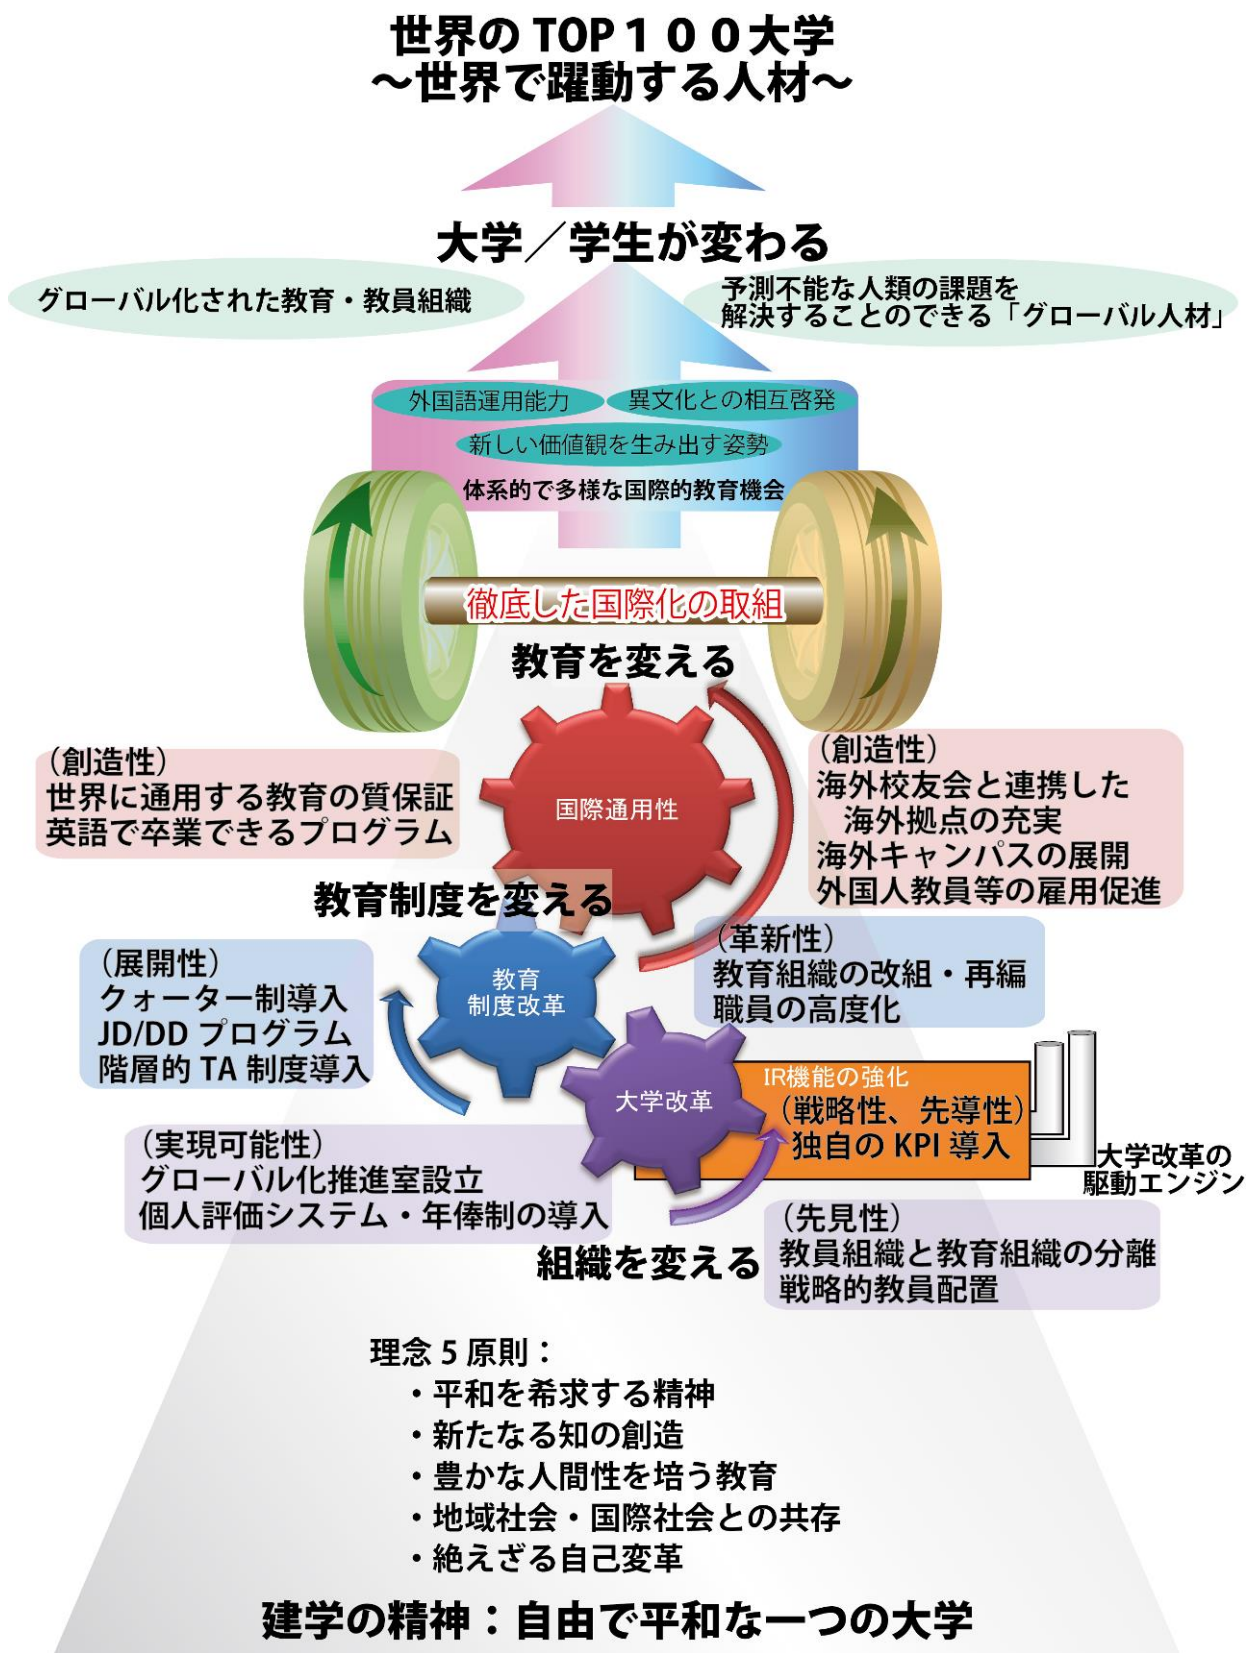 世界の TOP１００大学
～世界で躍動する人材～
大学／学生が変わる
グローバル化された教育・教員組織
予測不能な人類の課題を
解決することのできる「グローバル人材」
外国語運用能力
異文化との相互啓発
新しい価値観を生み出す姿勢
体系的で多様な国際的教育機会
徹底した国際化の取組
教育を変える
国際通用性
（創造性）
世界に通用する教育の質保証
英語で卒業できるプログラム
（創造性）
海外校友会と連携した
海外拠点の充実
海外キャンパスの展開
外国人教員等の雇用促進
教育制度を変える
教育
制度改革
（展開性）
クォーター制導入
JD/DD プログラム
階層的 TA 制度導入
（革新性）
教育組織の改組・再編
職員の高度化
大学改革
IR機能の強化
（戦略性、先導性）
独自の KPI 導入
大学改革の
駆動エンジン
（実現可能性）
グローバル化推進室設立
個人評価システム・年俸制の導入
組織を変える
（先見性）
教員組織と教育組織の分離
戦略的教員配置
理念 5 原則：
・平和を希求する精神
・新たなる知の創造
・豊かな人間性を培う教育
・地域社会・国際社会との共存
・絶えざる自己変革
建学の精神：自由で平和な一つの大学